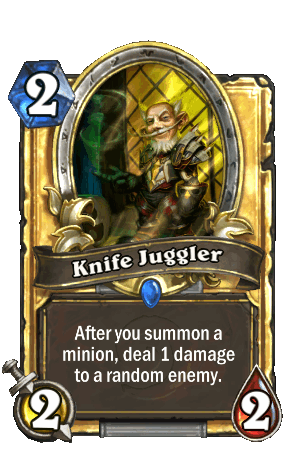 2
Knife Juggler
After you summon a
minion, deal 1 damage
to a random enemy.
2
2